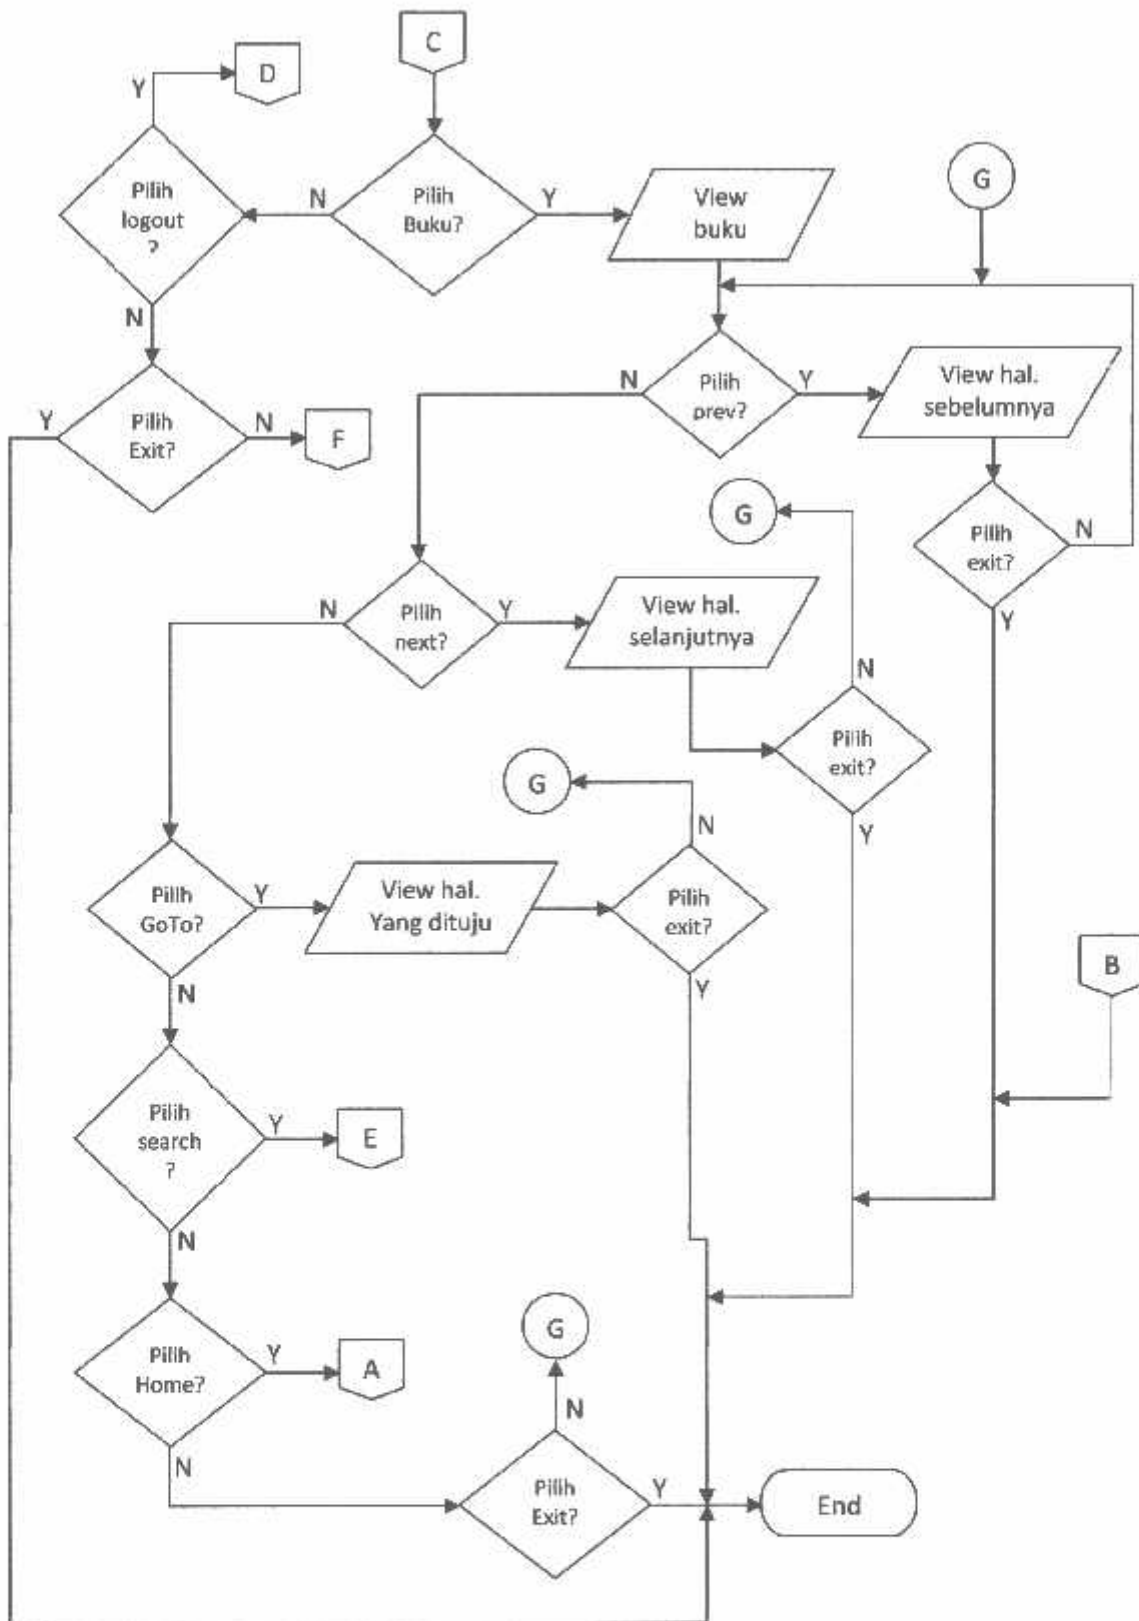 C
D
Y
Pilih
logout
?
N
Pilih
Buku?
Y
View
buku
G
N
Y
Pilih
Exit?
N
F
N
Pilih
prev?
Y
View hal.
sebelumnya
G
Pilih
exit?
N
Y
N
Pilih
next?
Y
View hal.
selanjutnya
N
Pilih
exit?
Y
G
N
Pilih
GoTo?
Y
View hal.
Yang dituju
Pilih
exit?
Y
B
N
Pilih
search
?
Y
E
N
Pilih
Home?
Y
A
G
N
N
Pilih
Exit?
Y
End